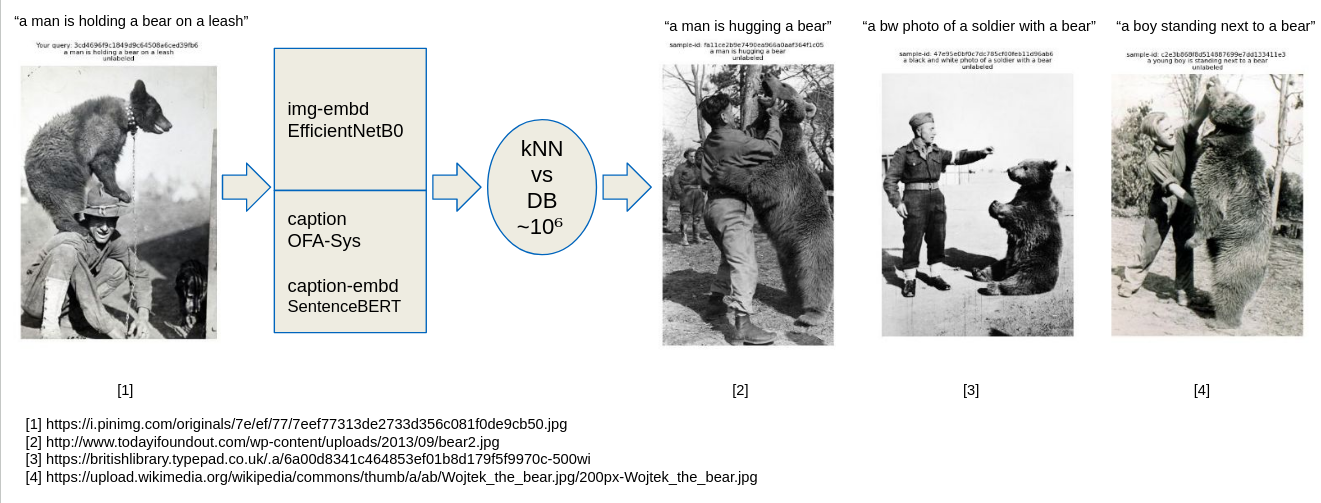 “a man is holding a bear on a leash”
Your query: 3cd4696f9c1849d9c64508a6ced39fb6
a man is holding a bear on a leash
unlabeled
img-embd
EfficientNetB0
caption
OFA-Sys
caption-embd
SentenceBERT
kNN
vs
DB
~10⁶
“a man is hugging a bear”
sample-id: fa11ce2b9e7490ea966a0aaf364f1c05
a man is hugging a bear
unlabeled
“a bw photo of a soldier with a bear”
sample-id: 47e95e0bf0c7dc785cf00feb11d96ab6
a black and white photo of a soldier with a bear
unlabeled
“a boy standing next to a bear”
sample-id: c2e3b868f8d514887699e7dd133411e3
a young boy is standing next to a bear
unlabeled
[1]
[2]
[3]
[4]
[1] https://i.pinimg.com/originals/7e/ef/77/7eef77313de2733d356c081f0de9cb50.jpg
[2] http://www.todayifoundout.com/wp-content/uploads/2013/09/bear2.jpg
[3] https://britishlibrary.typepad.co.uk/.a/6a00d8341c464853ef01b8d179f5f9970c-500wi
[4] https://upload.wikimedia.org/wikipedia/commons/thumb/a/ab/Wojtek_the_bear.jpg/200px-Wojtek_the_bear.jpg